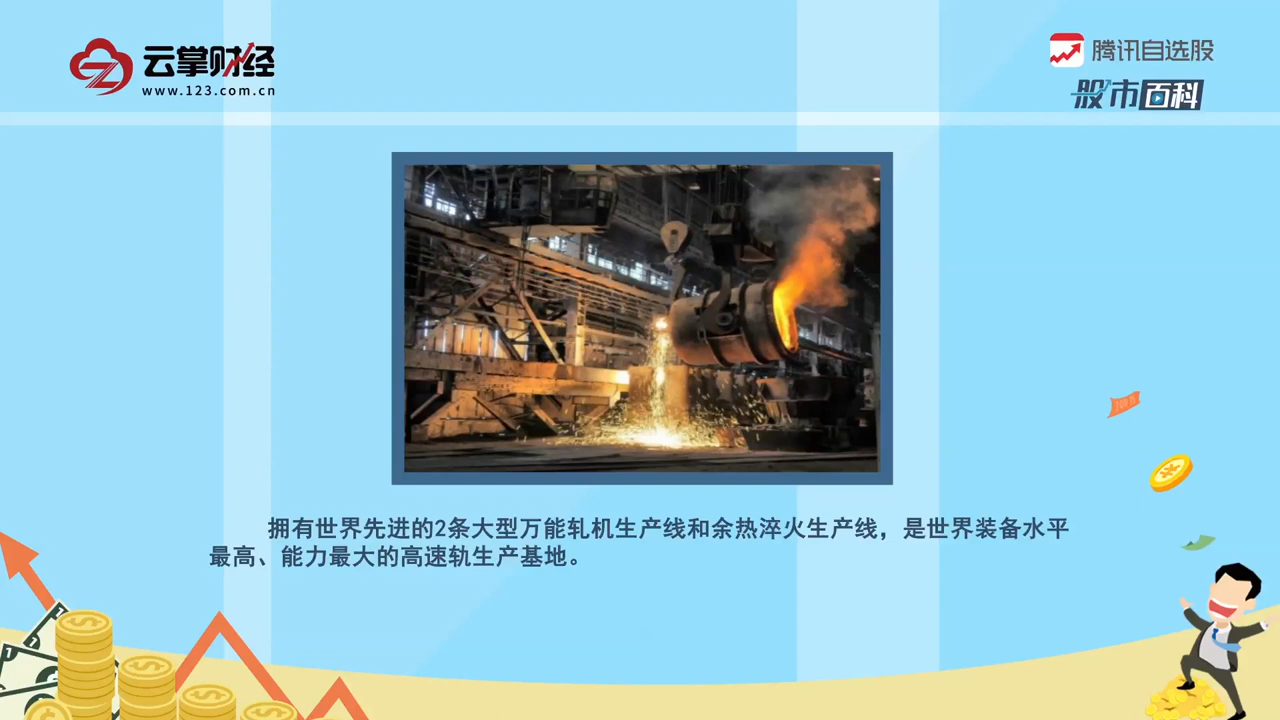 云掌财经
www.123.com.cn
腾讯自选股
股市百科
拥有世界先进的2条大型万能轧机生产线和余热淬火生产线，是世界装备水平
最高、能力最大的高速轨生产基地。